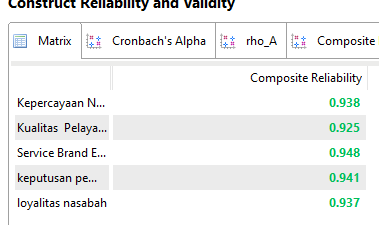 Construct Reliability and Validity
Matrix Cronbach's Alpha rho_A Composite
Composite Reliability
Kepercayaan N... 0.938
Kualitas Pelaya... 0.925
Service Brand E... 0.948
keputusan pe... 0.941
loyalitas nasabah 0.937